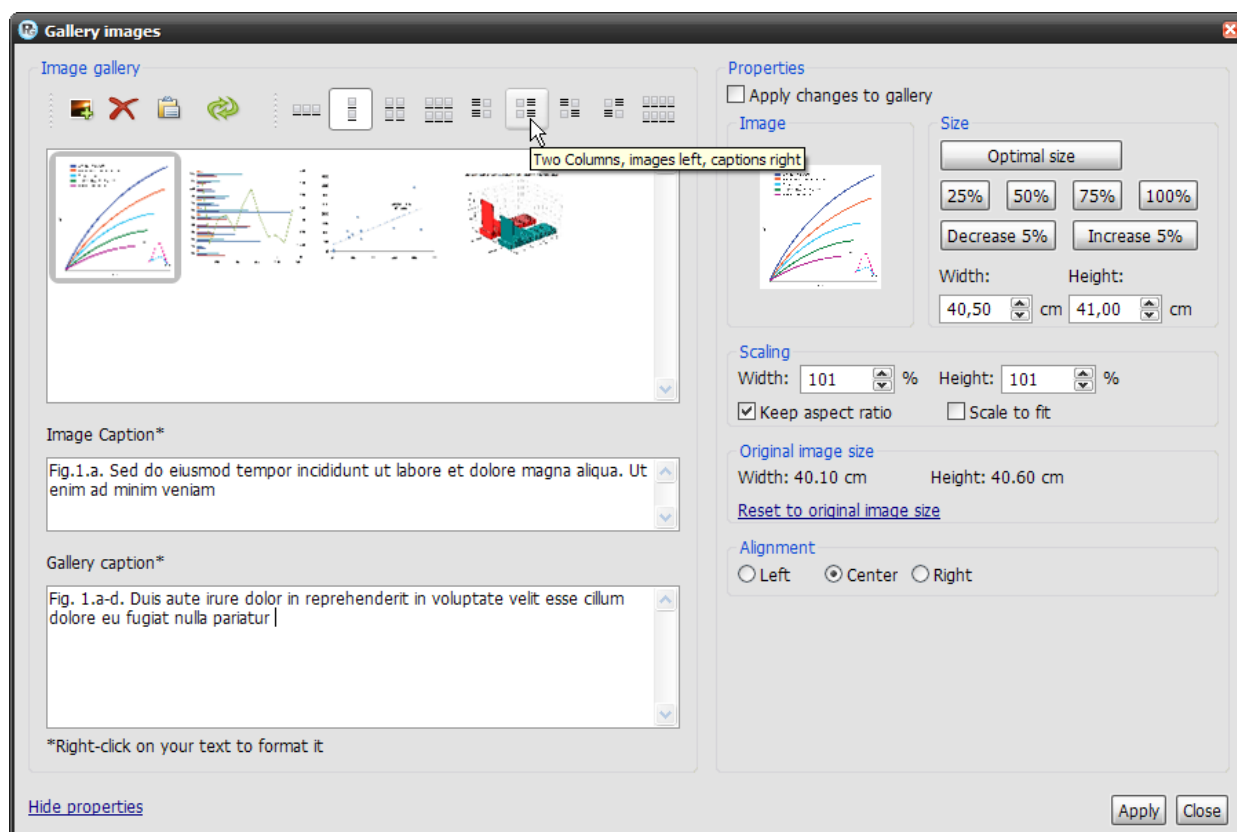 Gallery images
Image gallery
Two Columns, images left, captions right
Image Caption*
Fig.1.a. Sed do eiusmod tempor incididunt ut labore et dolore magna aliqua. Ut
enim ad minim veniam
Gallery caption*
Fig. 1.a-d. Duis aute irure dolor in reprehenderit in voluptate velit esse cillum
dolore eu fugiat nulla pariatur
*Right-click on your text to format it
Hide properties
Properties
Apply changes to gallery
Image
Size
Optimal size
25% 50% 75% 100%
Decrease 5% Increase 5%
Width: Height:
40,50 cm 41,00 cm
Scaling
Width: 101 % Height: 101 %
Keep aspect ratio Scale to fit
Original image size
Width: 40.10 cm Height: 40.60 cm
Reset to original image size
Alignment
Left Center Right
Apply Close